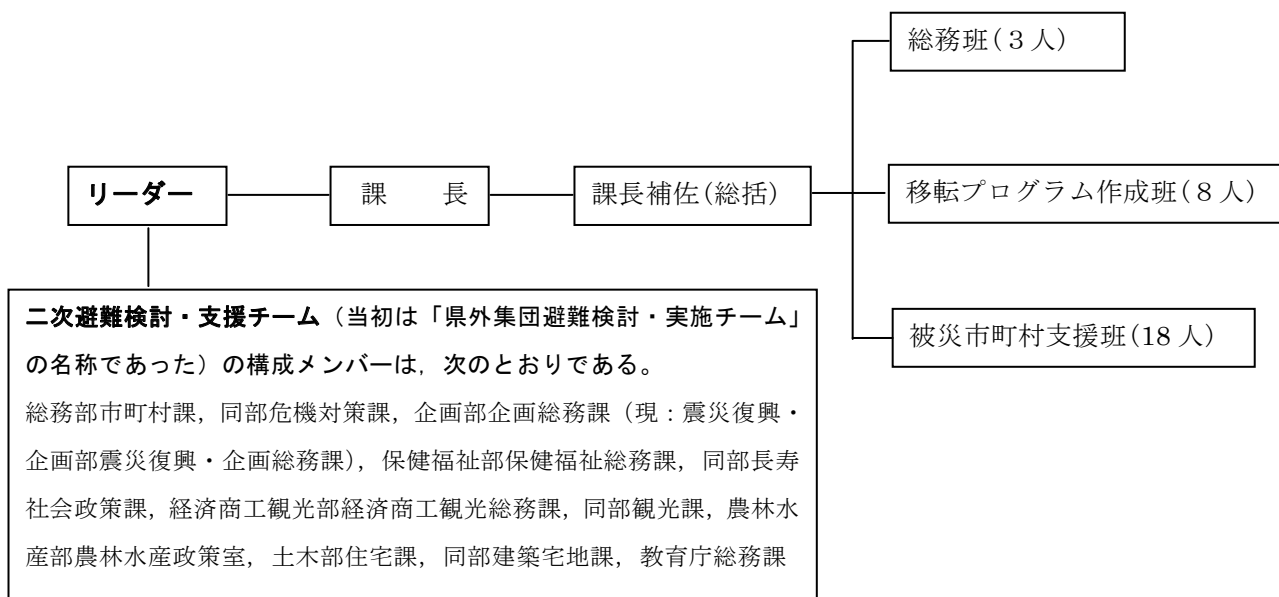 総務班(３人)
リーダー
課　　長
課長補佐(総括)
移転プログラム作成班(８人)
被災市町村支援班(18人)
二次避難検討・支援チーム（当初は「県外集団避難検討・実施チーム」
の名称であった）の構成メンバーは，次のとおりである。
総務部市町村課，同部危機対策課，企画部企画総務課（現：震災復興・
企画部震災復興・企画総務課），保健福祉部保健福祉総務課，同部長寿
社会政策課，経済商工観光部経済商工観光総務課，同部観光課，農林水
産部農林水産政策室，土木部住宅課，同部建築宅地課，教育庁総務課